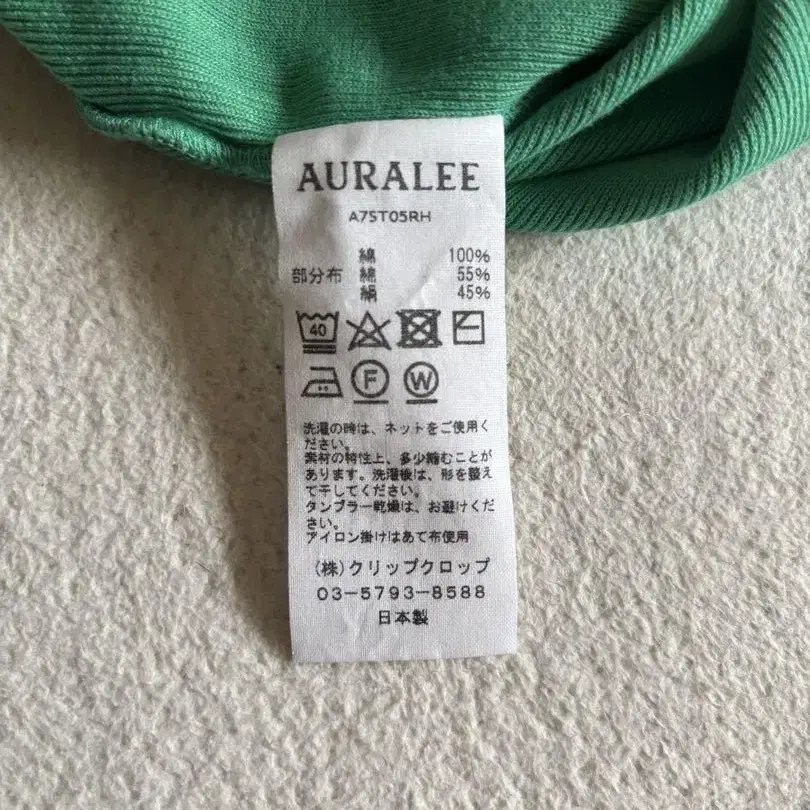 AURALEE
A7ST05RH
綿 100%
部分布 綿 55%
絹 45%
40
F W
洗濯の時は、ネットをご使用く
ださい。
素材の特性上、多少縮むことが
あります。洗濯後は、形を整え
て干してください。
タンブラー乾燥は、お避けくだ
さい。
アイロン掛けはあて布使用
(株)クリップクロップ
03-5793-8588
日本製